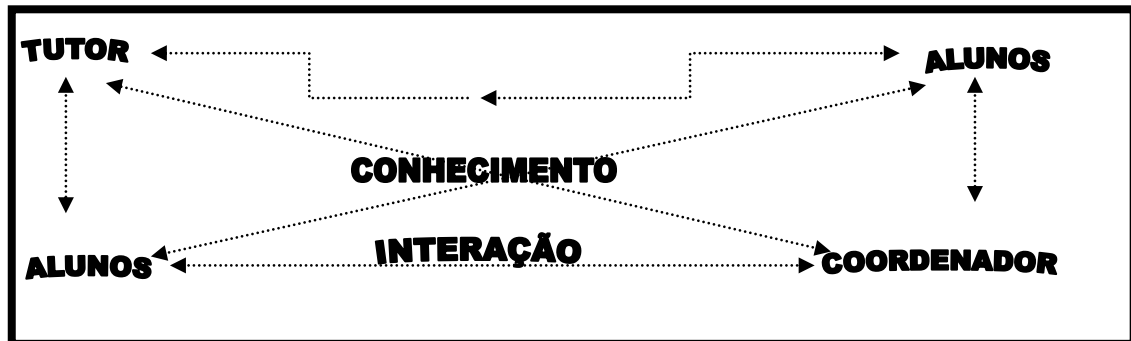 TUTOR
ALUNOS
CONHECIMENTO
INTERAÇÃO
ALUNOS
COORDENADOR